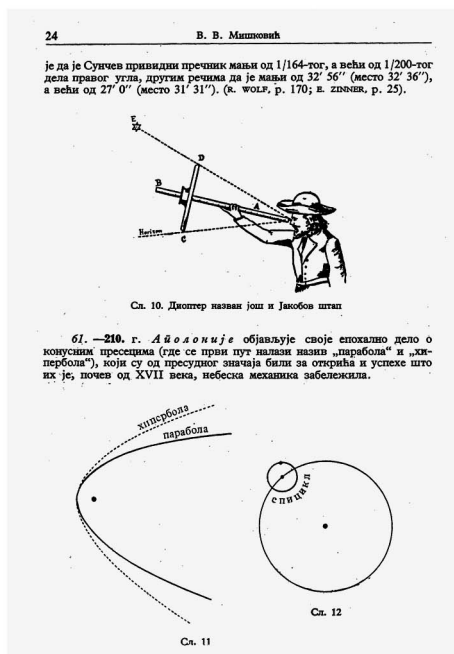 24
В. В. Мишковић
је да је Сунчев привидни пречник мањи од 1/164-тог, а већи од 1/200-тог
дела правог угла, другим речима да је мањи од 32′ 56″ (место 32′ 36″),
а већи од 27′ 0″ (место 31′ 31″). (R. WOLF, p. 170; E. ZINNER, p. 25).
E
D
B
A
C
Horizon
Сл. 10. Диоптер назван још и Јакобов штап
61. —210. г. Аполоније објављује своје епохално дело о
конусним пресецима (где се први пут налази назив „парабола“ и „хи-
пербола“), који су од пресудног значаја били за открића и успехе што
их је, почев од XVII века, небеска механика забележила.
хипербола
парабола
епицикл
Сл. 12
Сл. 11